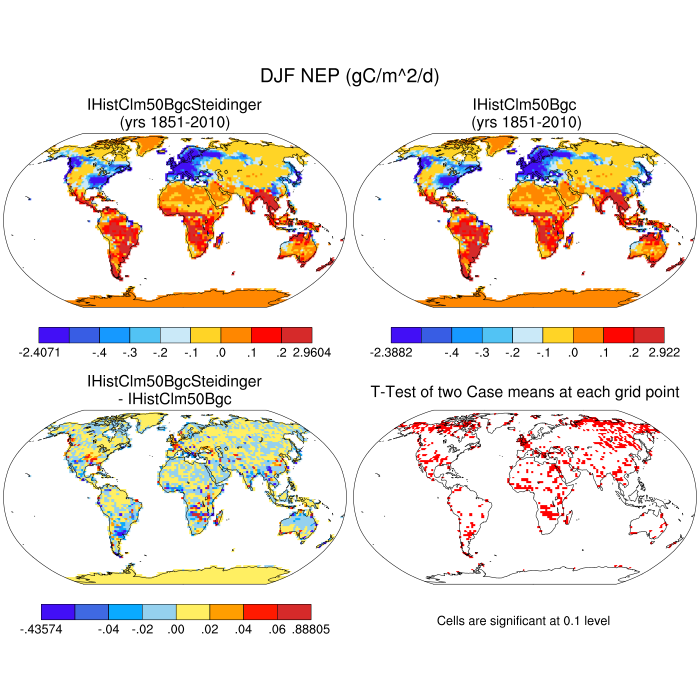 DJF NEP (gC/m^2/d)
IHistClm50BgcSteidinger
(yrs 1851-2010)
IHistClm50Bgc
(yrs 1851-2010)
-2.4071 -.4 -.3 -.2 -.1 .0 .1 .2 2.9604
-2.3882 -.4 -.3 -.2 -.1 .0 .1 .2 2.922
IHistClm50BgcSteidinger
- IHistClm50Bgc
T-Test of two Case means at each grid point
-.43574 -.04 -.02 .00 .02 .04 .06 .88805
Cells are significant at 0.1 level